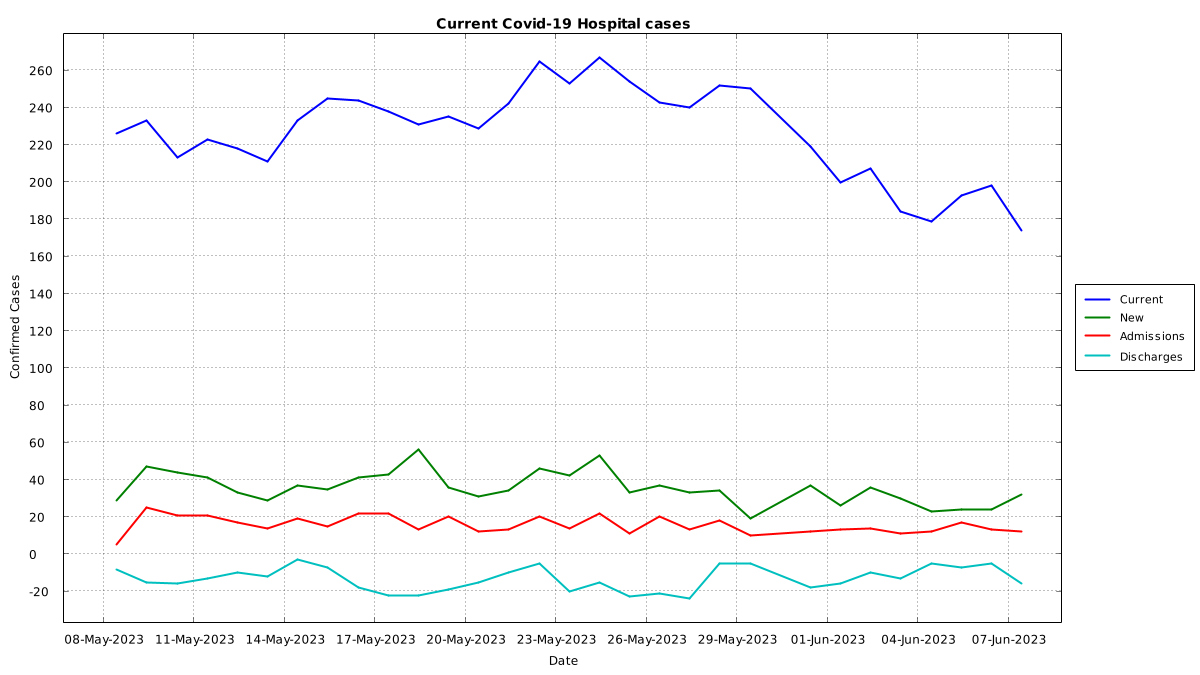 Current Covid-19 Hospital cases
260
240
220
200
180
160
140
120
100
80
60
40
20
0
-20
Confirmed Cases
08-May-2023 11-May-2023 14-May-2023 17-May-2023 20-May-2023 23-May-2023 26-May-2023 29-May-2023 01-Jun-2023 04-Jun-2023 07-Jun-2023
Date
Current
New
Admissions
Discharges